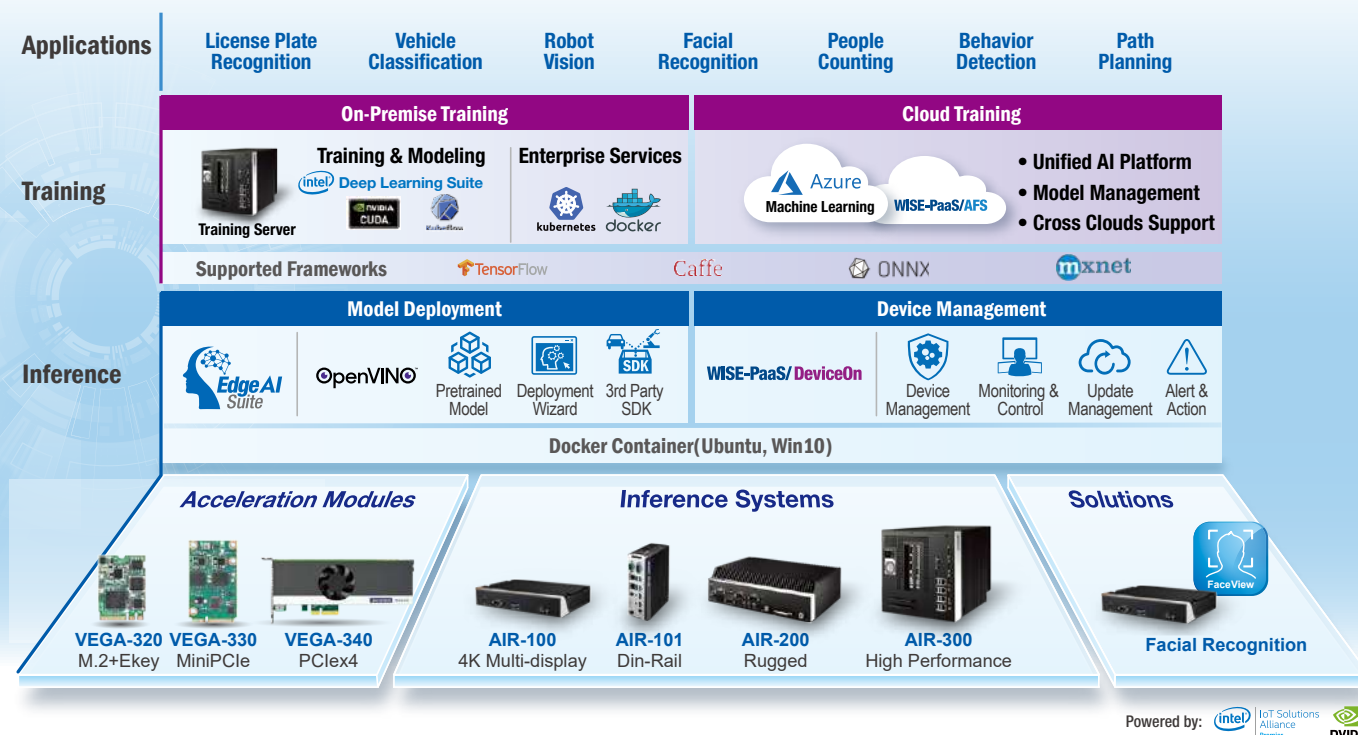 Applications
License Plate
Recognition
Vehicle
Classification
Robot
Vision
Facial
Recognition
People
Counting
Behavior
Detection
Path
Planning
On-Premise Training
Cloud Training
Training
Training Server
Training & Modeling
intel Deep Learning Suite
NVIDIA
CUDA
Kubeflow
Enterprise Services
kubernetes
docker
Azure
Machine Learning
WISE-PaaS/AFS
• Unified AI Platform
• Model Management
• Cross Clouds Support
Supported Frameworks
TensorFlow
Caffe
ONNX
mxnet
Model Deployment
Device Management
Inference
Edge AI
Suite
OpenVINO
Pretrained
Model
Deployment
Wizard
SDK
3rd Party
SDK
WISE-PaaS/DeviceOn
Device
Management
Monitoring &
Control
Update
Management
Alert &
Action
Docker Container(Ubuntu, Win10)
Acceleration Modules
Inference Systems
Solutions
VEGA-320
M.2+Ekey
VEGA-330
MiniPCIe
VEGA-340
PCIex4
AIR-100
4K Multi-display
AIR-101
Din-Rail
AIR-200
Rugged
AIR-300
High Performance
FaceView
Facial Recognition
Powered by:
intel
IoT Solutions
Alliance